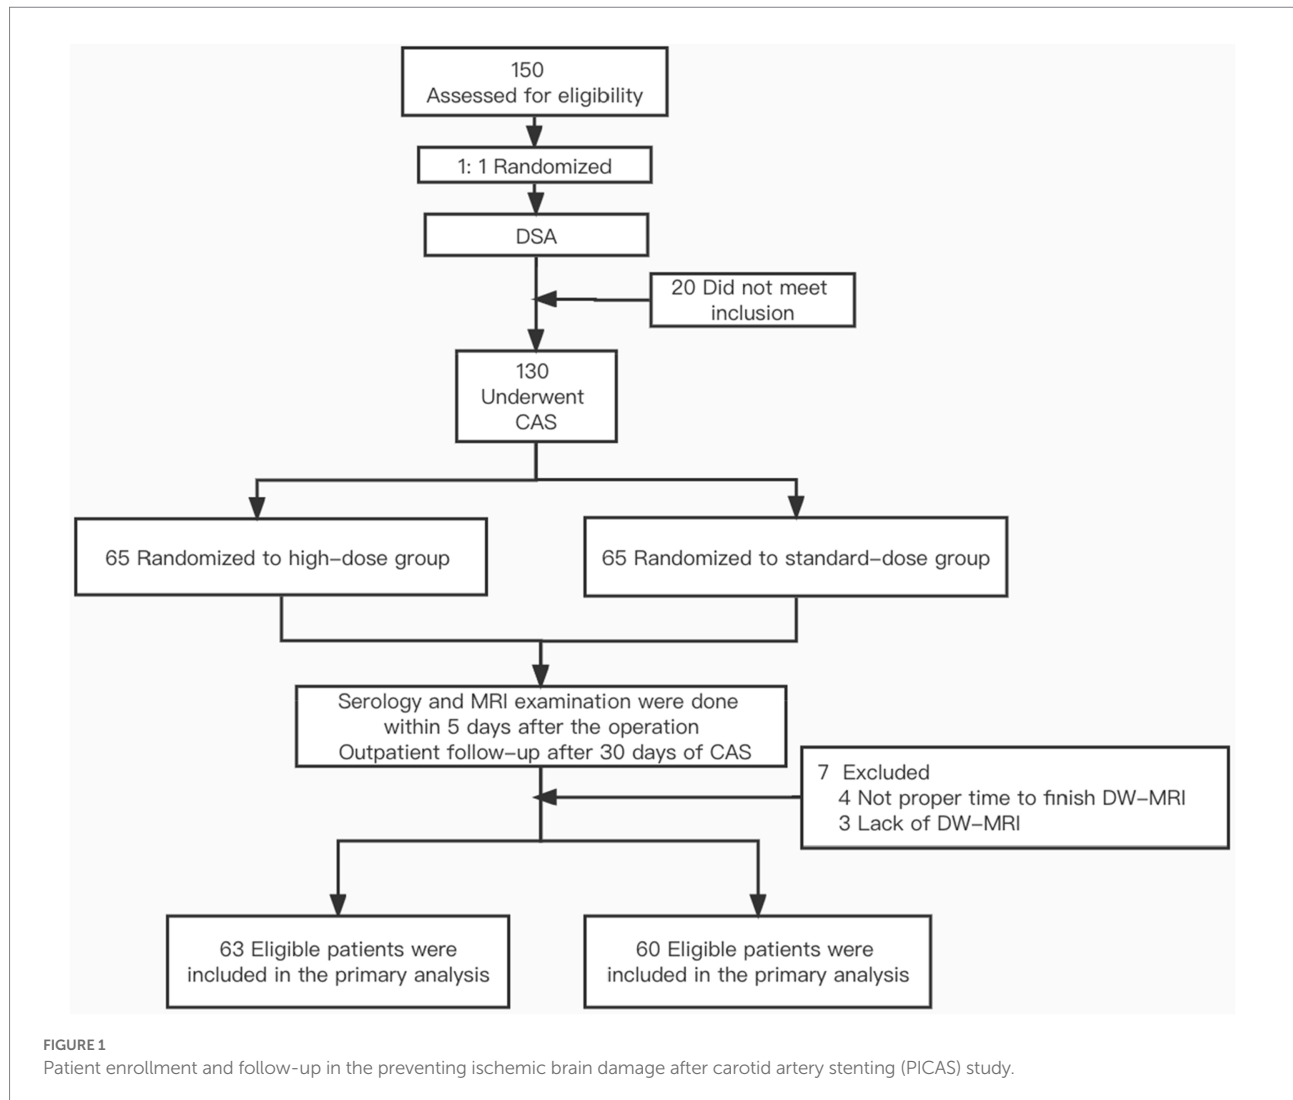 150
Assessed for eligibility
1: 1 Randomized
DSA
20 Did not meet
inclusion
130
Underwent
CAS
65 Randomized to high–dose group
65 Randomized to standard–dose group
Serology and MRI examination were done
within 5 days after the operation
Outpatient follow–up after 30 days of CAS
7 Excluded
4 Not proper time to finish DW–MRI
3 Lack of DW–MRI
63 Eligible patients were
included in the primary analysis
60 Eligible patients were
included in the primary analysis
FIGURE 1
Patient enrollment and follow-up in the preventing ischemic brain damage after carotid artery stenting (PICAS) study.